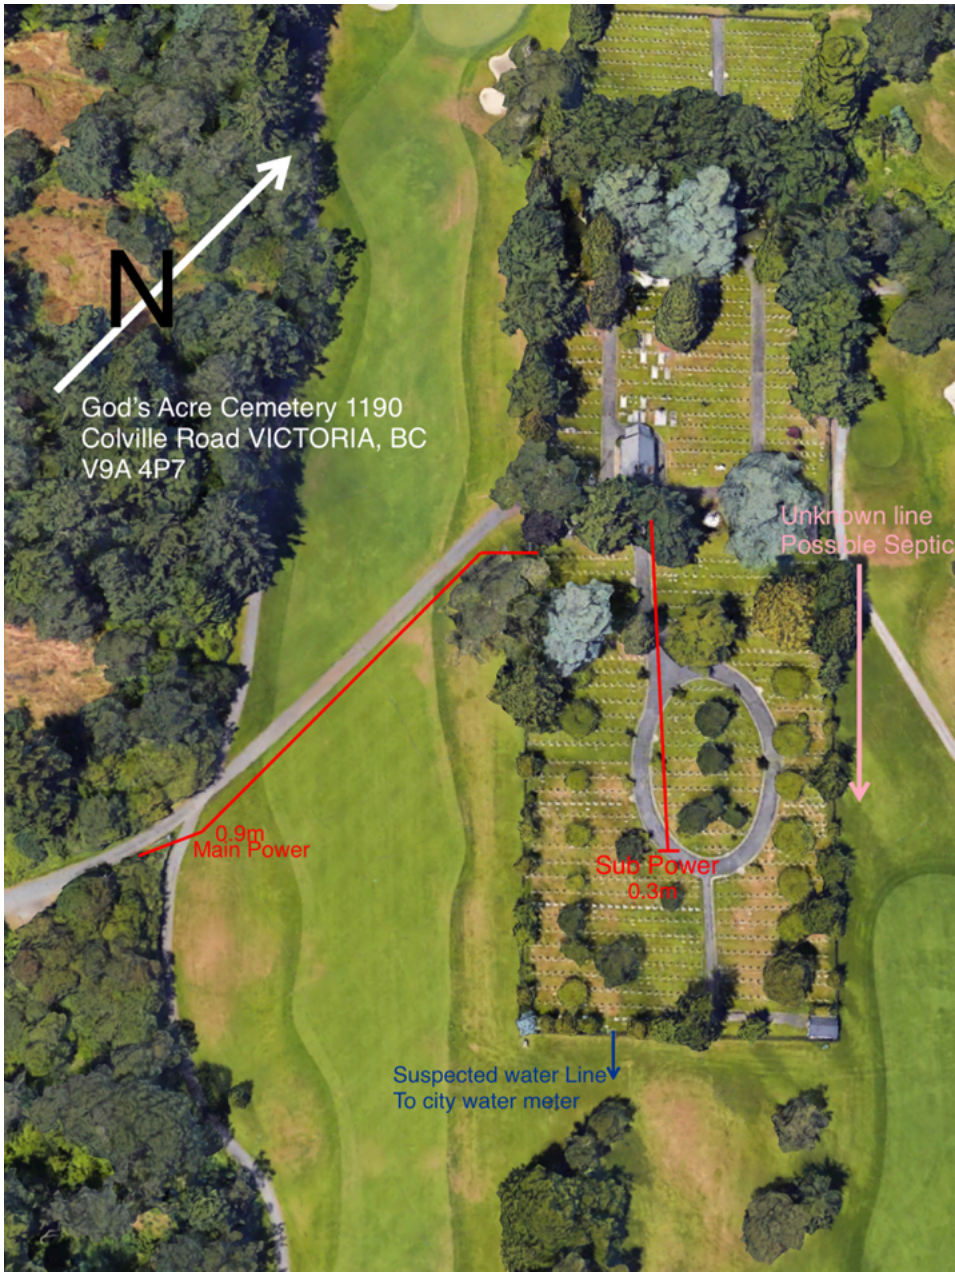 N
God's Acre Cemetery 1190
Colville Road VICTORIA, BC
V9A 4P7
Unknown line
Possible Septic
0.9m
Main Power
Sub Power
0.3m
Suspected water Line
To city water meter